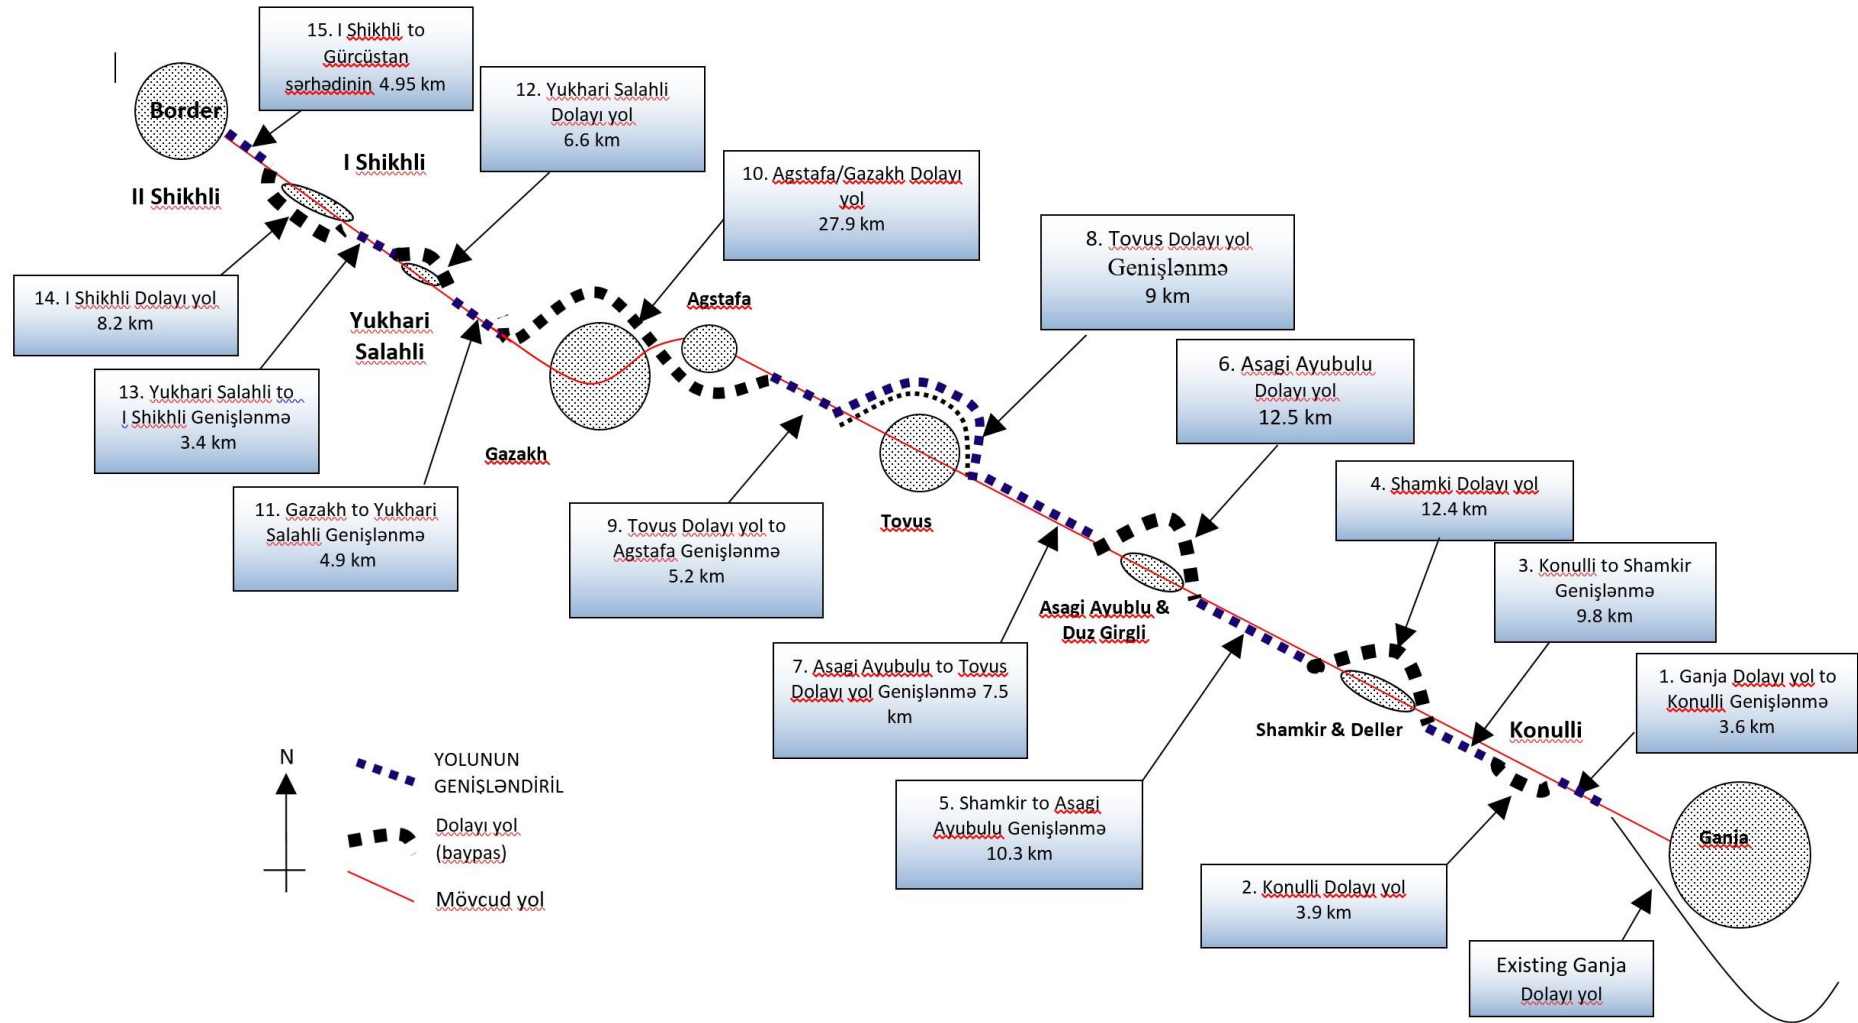 15. I Shikhli to
Gürcüstan
sərhədinin 4.95 km
Border
12. Yukhari Salahli
Dolayı yol
6.6 km
I Shikhli
II Shikhli
10. Agstafa/Gazakh Dolayı
yol
27.9 km
8. Tovus Dolayı yol
Genişlənmə
9 km
14. I Shikhli Dolayı yol
8.2 km
Agstafa
Yukhari
Salahli
6. Asagi Ayubulu
Dolayı yol
12.5 km
13. Yukhari Salahli to
I Shikhli Genişlənmə
3.4 km
Gazakh
4. Shamki Dolayı yol
12.4 km
11. Gazakh to Yukhari
Salahli Genişlənmə
4.9 km
9. Tovus Dolayı yol to
Agstafa Genişlənmə
5.2 km
Tovus
3. Konulli to Shamkir
Genişlənmə
9.8 km
Asagi Ayublu &
Duz Girgli
7. Asagi Ayubulu to Tovus
Dolayı yol Genişlənmə 7.5
km
1. Ganja Dolayı yol to
Konulli Genişlənmə
3.6 km
Shamkir & Deller
Konulli
N
YOLUNUN
GENİŞLƏNDİRİL
Dolayı yol
(baypas)
Mövcud yol
5. Shamkir to Asagi
Ayubulu Genişlənmə
10.3 km
Ganja
2. Konulli Dolayı yol
3.9 km
Existing Ganja
Dolayı yol